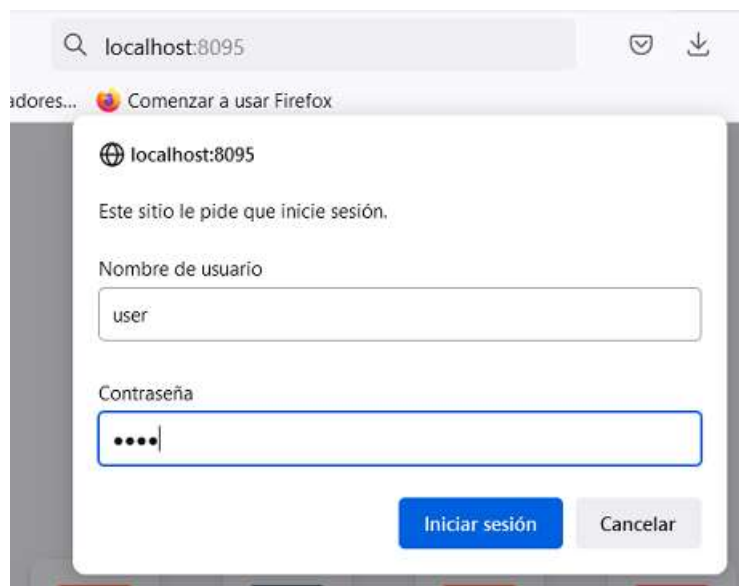 localhost:8095
adores... Comenzar a usar Firefox
localhost:8095
Este sitio le pide que inicie sesión.
Nombre de usuario
user
Contraseña
••••
Iniciar sesión Cancelar